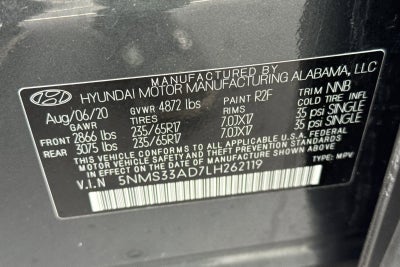 MANUFACTURED BY
HYUNDAI MOTOR MANUFACTURING ALABAMA, LLC
Aug/06/20 GVWR 4872 lbs PAINT R2F TRIM NNB
GAWR TIRES RIMS COLD TIRE INFL
FRONT 2866 lbs 235/65R17 7.0JX17 35 psi SINGLE
REAR 3075 lbs 235/65R17 7.0JX17 35 psi SINGLE
THIS VEHICLE CONFORMS TO ALL APPLICABLE U.S.A. FEDERAL MOTOR VEHICLE
SAFETY AND THEFT PREVENTION STANDARDS IN EFFECT ON
THE DATE OF MANUFACTURE SHOWN ABOVE.
V.I.N 5NMS33AD7LH262119 TYPE: MPV